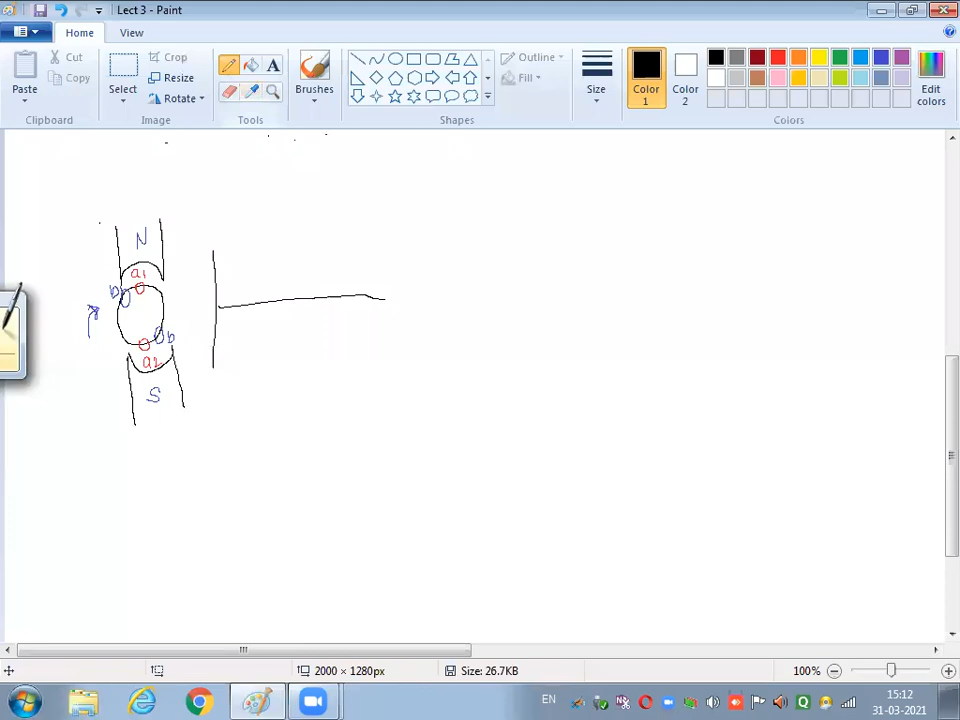 Lect 3 - Paint
Home View
Paste
Cut
Copy
Clipboard
Select
Crop
Resize
Rotate
Image
A
Tools
Brushes
Shapes
Outline
Fill
Size
Color 1
Color 2
Edit colors
Colors
N
a1
b
b
a2
S
2000 × 1280px
Size: 26.7KB
100%
EN
15:12
31-03-2021